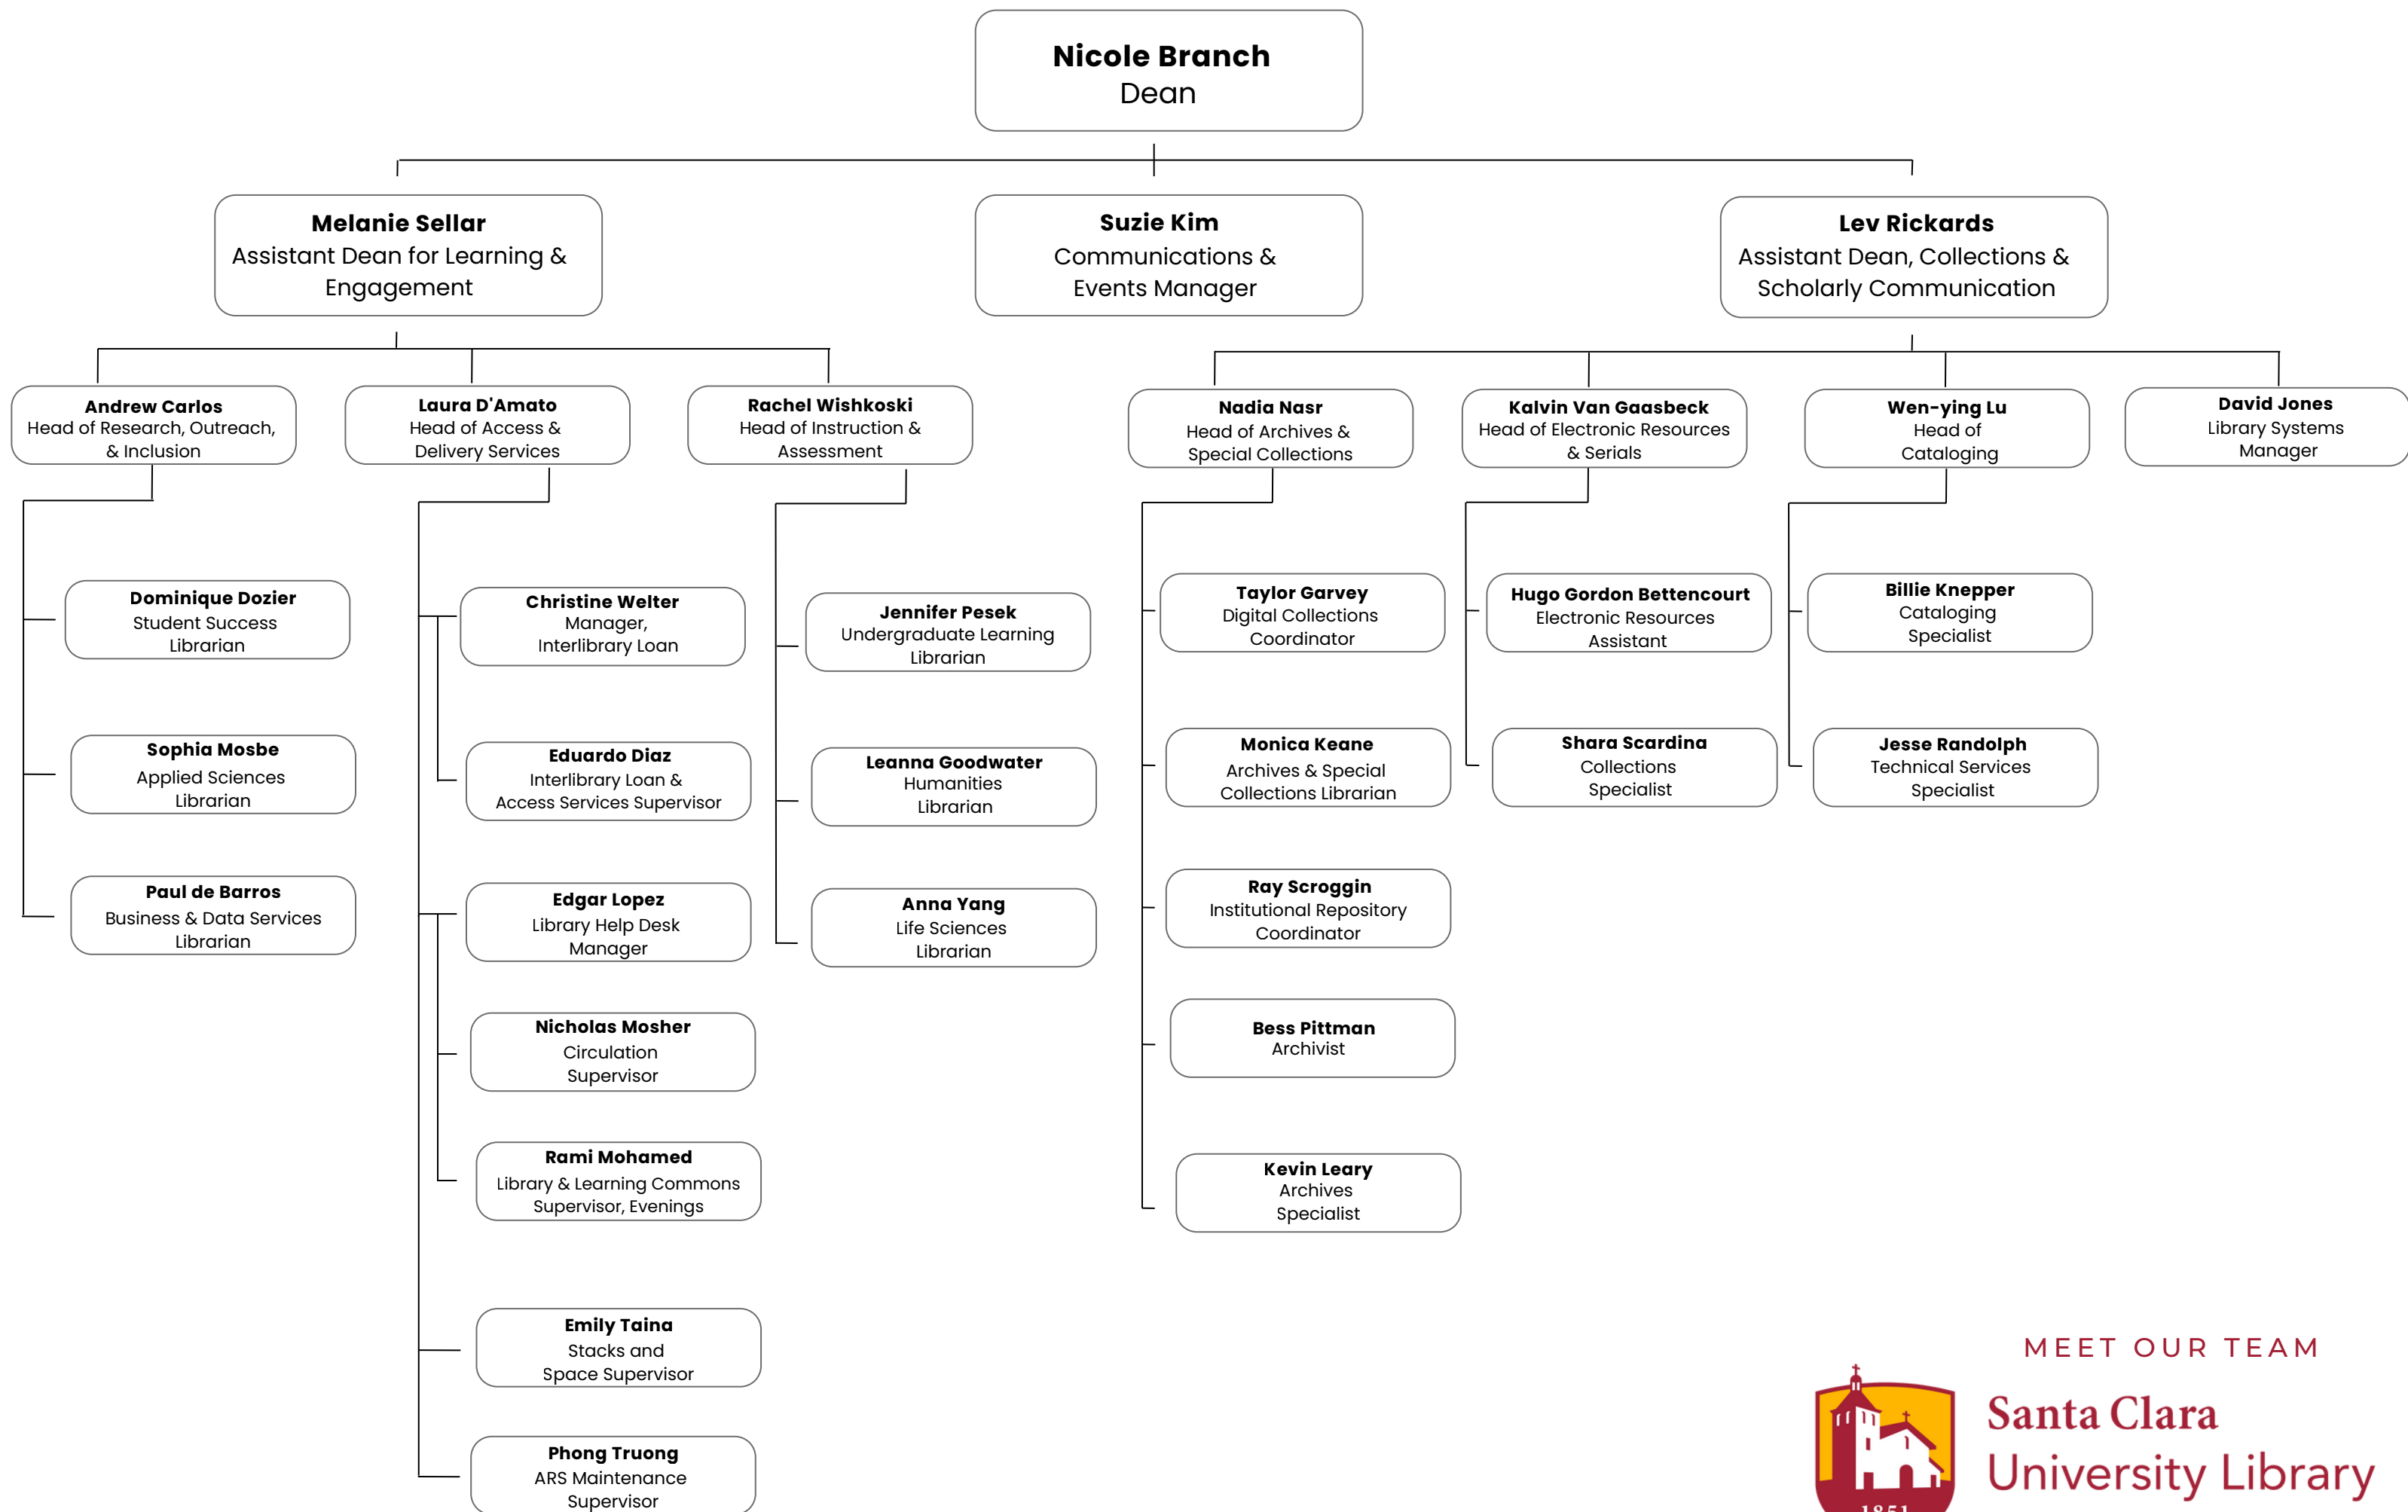 Nicole Branch
Dean
Melanie Sellar
Assistant Dean for Learning &
Engagement
Suzie Kim
Communications &
Events Manager
Lev Rickards
Assistant Dean, Collections &
Scholarly Communication
Andrew Carlos
Head of Research, Outreach,
& Inclusion
Laura D'Amato
Head of Access &
Delivery Services
Rachel Wishkoski
Head of Instruction &
Assessment
Nadia Nasr
Head of Archives &
Special Collections
Kalvin Van Gaasbeck
Head of Electronic Resources
& Serials
Wen-ying Lu
Head of
Cataloging
David Jones
Library Systems
Manager
Dominique Dozier
Student Success
Librarian
Sophia Mosbe
Applied Sciences
Librarian
Paul de Barros
Business & Data Services
Librarian
Christine Welter
Manager,
Interlibrary Loan
Eduardo Diaz
Interlibrary Loan &
Access Services Supervisor
Edgar Lopez
Library Help Desk
Manager
Nicholas Mosher
Circulation
Supervisor
Rami Mohamed
Library & Learning Commons
Supervisor, Evenings
Emily Taina
Stacks and
Space Supervisor
Phong Truong
ARS Maintenance
Supervisor
Jennifer Pesek
Undergraduate Learning
Librarian
Leanna Goodwater
Humanities
Librarian
Anna Yang
Life Sciences
Librarian
Taylor Garvey
Digital Collections
Coordinator
Monica Keane
Archives & Special
Collections Librarian
Ray Scroggin
Institutional Repository
Coordinator
Bess Pittman
Archivist
Kevin Leary
Archives
Specialist
Hugo Gordon Bettencourt
Electronic Resources
Assistant
Shara Scardina
Collections
Specialist
Billie Knepper
Cataloging
Specialist
Jesse Randolph
Technical Services
Specialist
MEET OUR TEAM
Santa Clara
University Library
1851